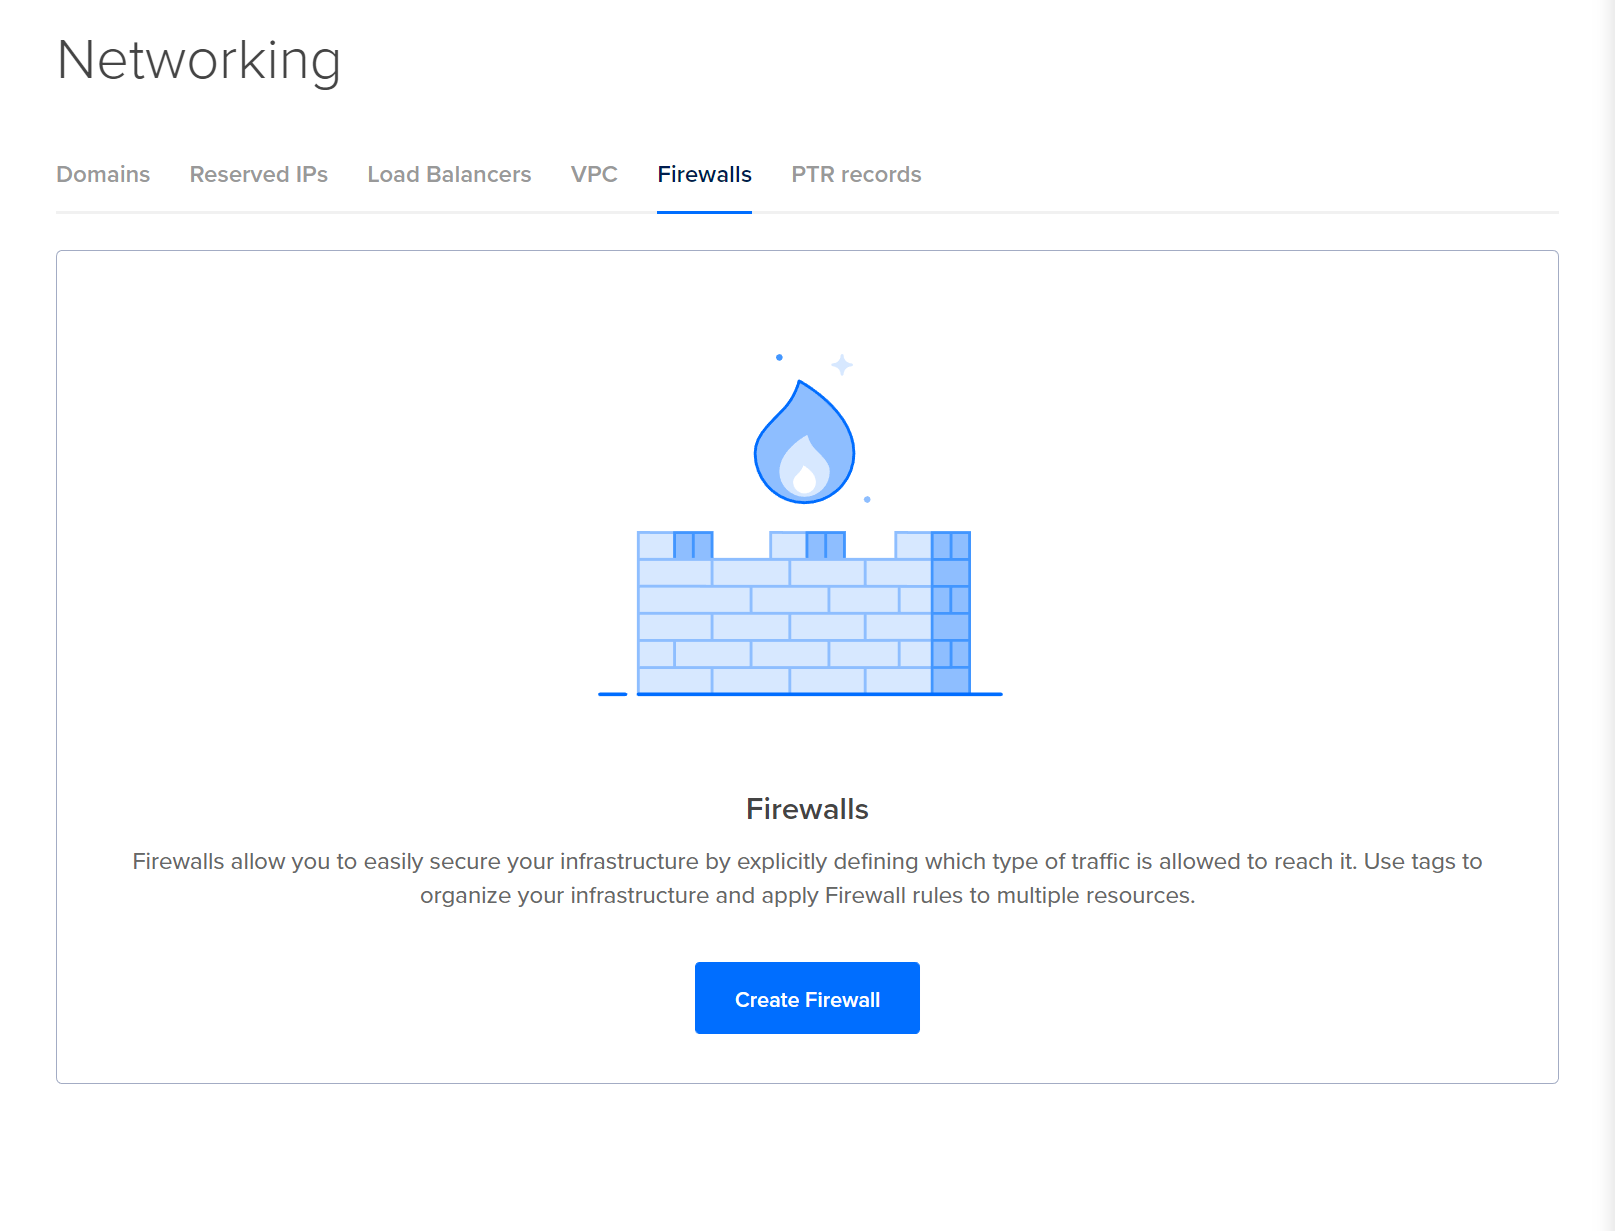 Networking
Domains Reserved IPs Load Balancers VPC Firewalls PTR records
Firewalls
Firewalls allow you to easily secure your infrastructure by explicitly defining which type of traffic is allowed to reach it. Use tags to
organize your infrastructure and apply Firewall rules to multiple resources.
Create Firewall